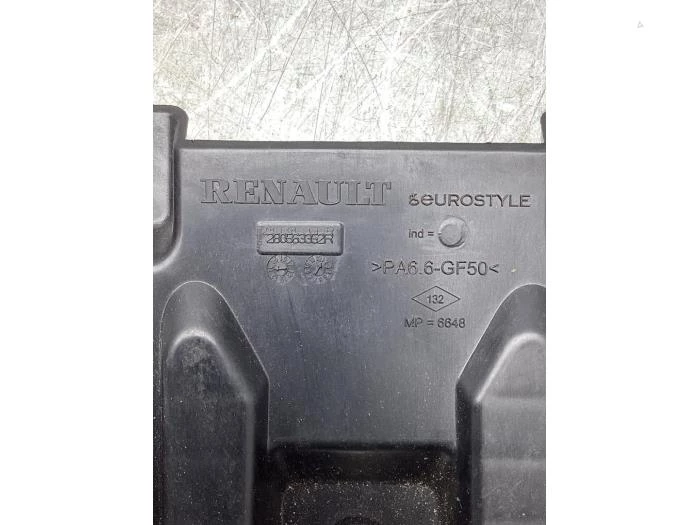 RENAULT
eUROSTYLE
ind =
>PA6.6-GF50<
132
MP = 6648